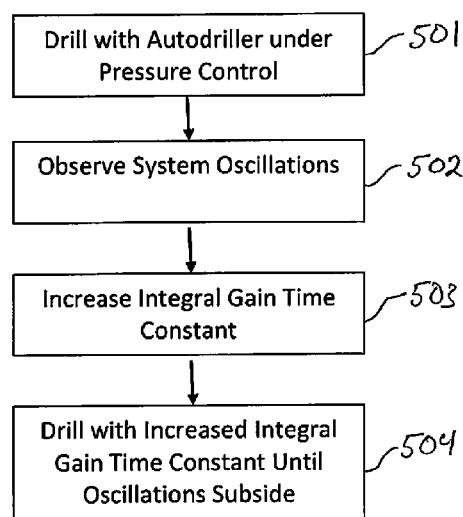 Drill with Autodriller under
Pressure Control
501
Observe System Oscillations
502
Increase Integral Gain Time
Constant
503
Drill with Increased Integral
Gain Time Constant Until
Oscillations Subside
504